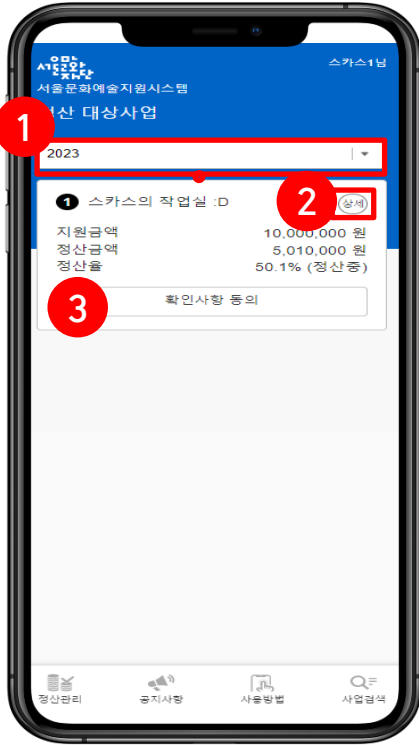 서울문화재단
스카스1님
서울문화예술지원시스템
1
산 대상사업
2023
1 스카스의 작업실 :D
2
상세
지원금액 10,000,000 원
정산금액 5,010,000 원
정산율 50.1% (정산중)
3
확인사항 동의
정산관리 공지사항 사용방법 사업검색